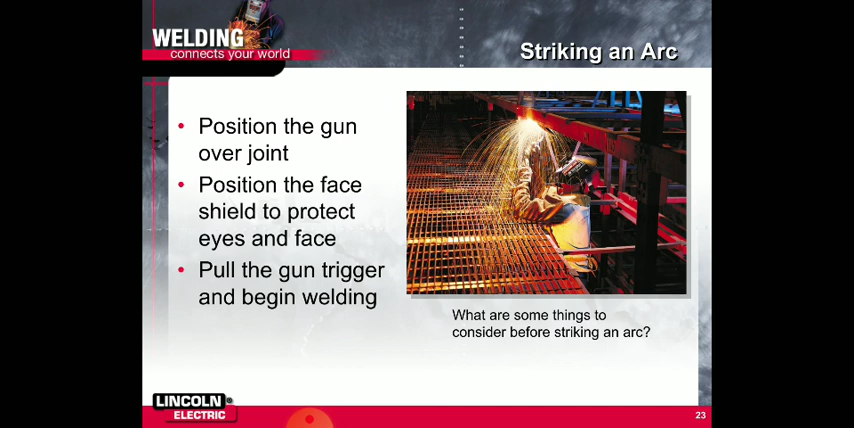 WELDING
connects your world
Striking an Arc
• Position the gun
over joint
• Position the face
shield to protect
eyes and face
• Pull the gun trigger
and begin welding
What are some things to
consider before striking an arc?
LINCOLN®
ELECTRIC
23